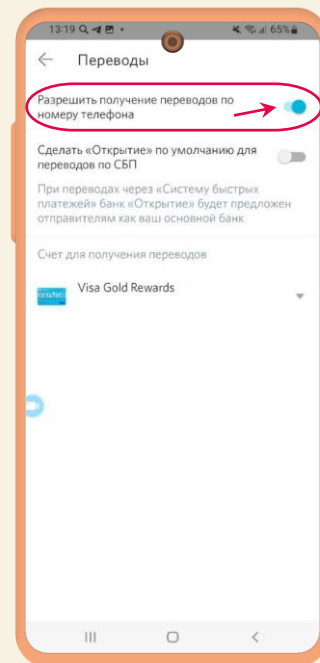 13:19
65%
Переводы
Разрешить получение переводов по
номеру телефона
Сделать «Открытие» по умолчанию для
переводов по СБП
При переводах через «Систему быстрых
платежей» банк «Открытие» будет предложен
отправителям как ваш основной банк
Счет для получения переводов
Visa Gold Rewards